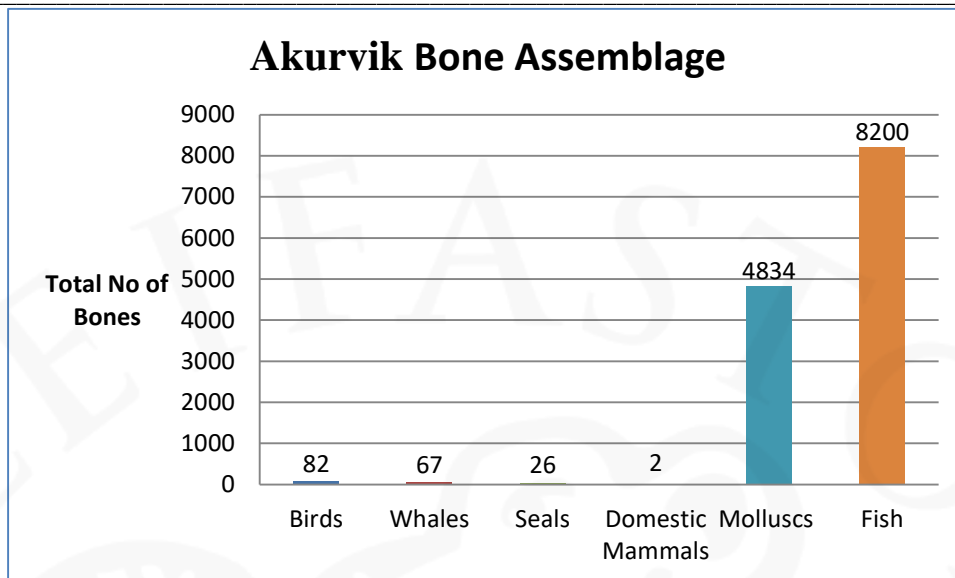 Akurvik Bone Assemblage
9000
8000
7000
6000
5000
4000
3000
2000
1000
0
Total No of
Bones
82
67
26
2
4834
8200
Birds
Whales
Seals
Domestic
Mammals
Molluscs
Fish